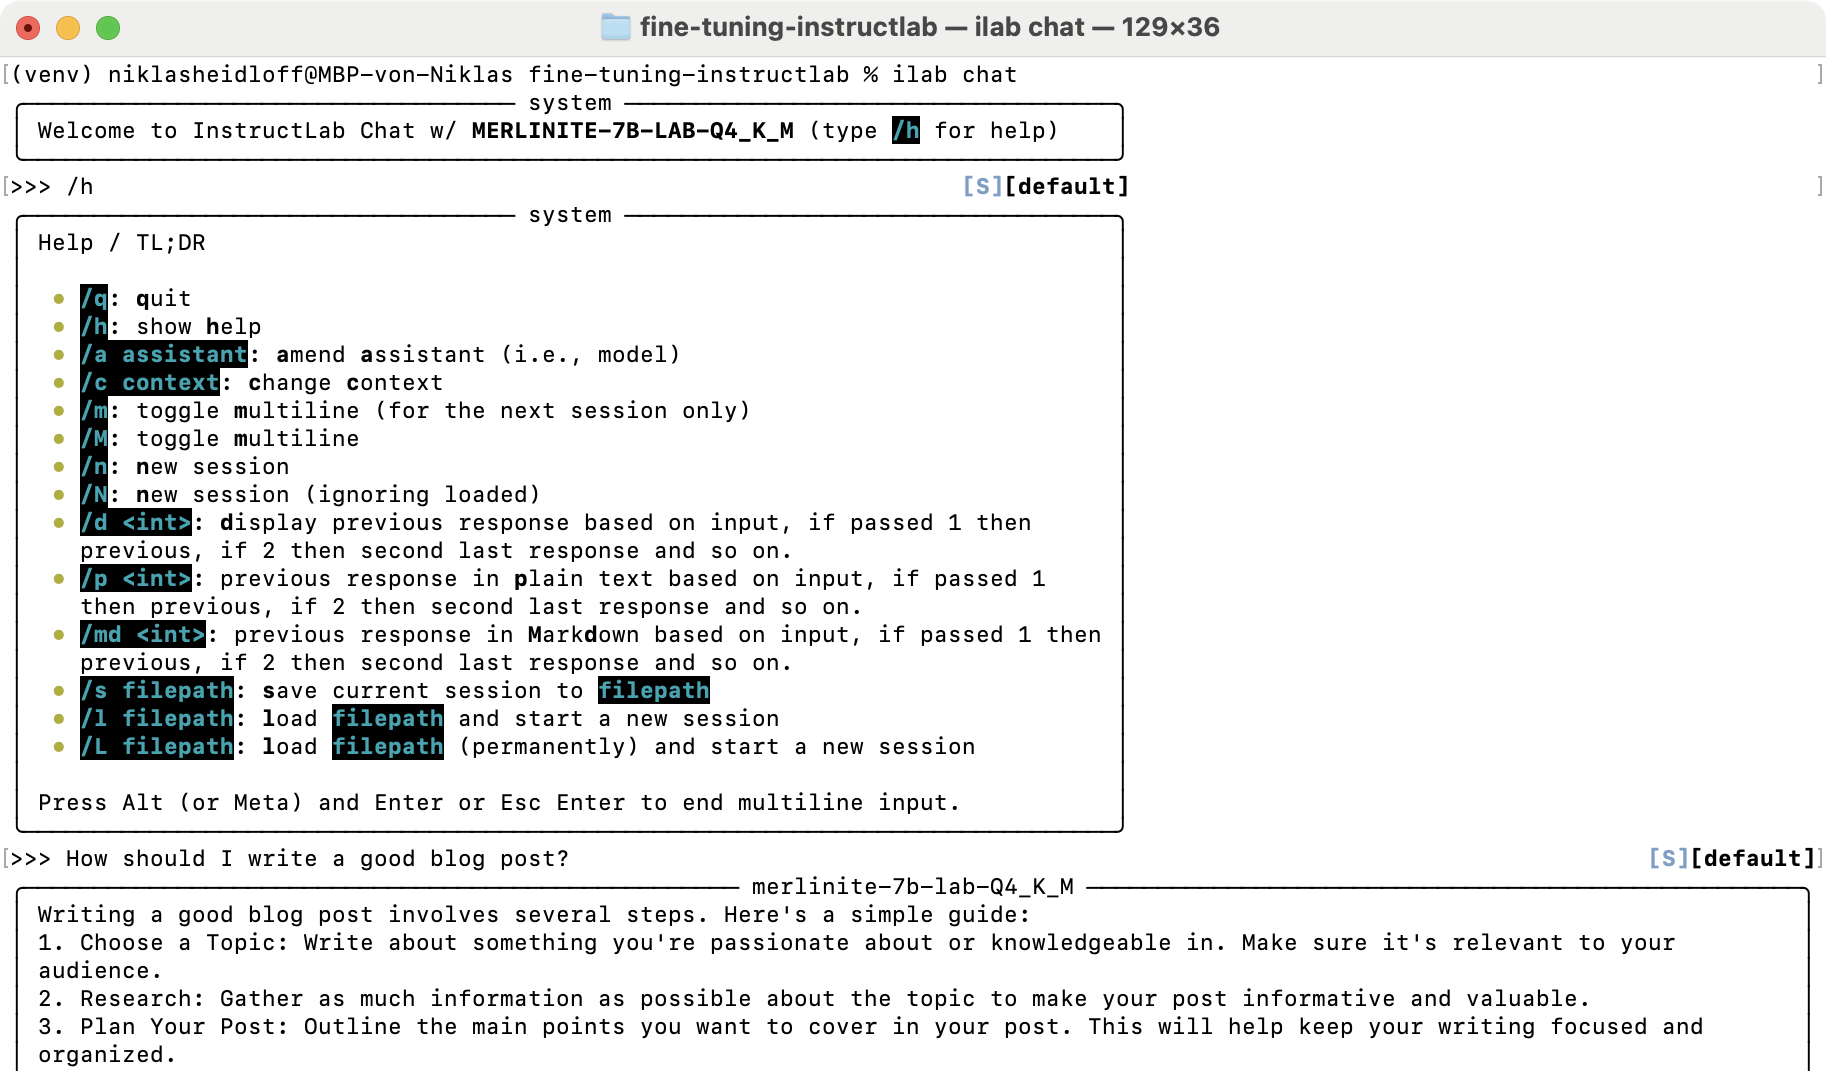 fine-tuning-instructlab — ilab chat — 129×36
[(venv) niklasheidloff@MBP-von-Niklas fine-tuning-instructlab % ilab chat ]
system
Welcome to InstructLab Chat w/ MERLINITE-7B-LAB-Q4_K_M (type /h for help)
[>>> /h [S][default] ]
system
Help / TL;DR
• /q: quit
• /h: show help
• /a assistant: amend assistant (i.e., model)
• /c context: change context
• /m: toggle multiline (for the next session only)
• /M: toggle multiline
• /n: new session
• /N: new session (ignoring loaded)
• /d <int>: display previous response based on input, if passed 1 then
previous, if 2 then second last response and so on.
• /p <int>: previous response in plain text based on input, if passed 1
then previous, if 2 then second last response and so on.
• /md <int>: previous response in Markdown based on input, if passed 1 then
previous, if 2 then second last response and so on.
• /s filepath: save current session to filepath
• /l filepath: load filepath and start a new session
• /L filepath: load filepath (permanently) and start a new session
Press Alt (or Meta) and Enter or Esc Enter to end multiline input.
[>>> How should I write a good blog post? [S][default]]
merlinite-7b-lab-Q4_K_M
Writing a good blog post involves several steps. Here's a simple guide:
1. Choose a Topic: Write about something you're passionate about or knowledgeable in. Make sure it's relevant to your
audience.
2. Research: Gather as much information as possible about the topic to make your post informative and valuable.
3. Plan Your Post: Outline the main points you want to cover in your post. This will help keep your writing focused and
organized.